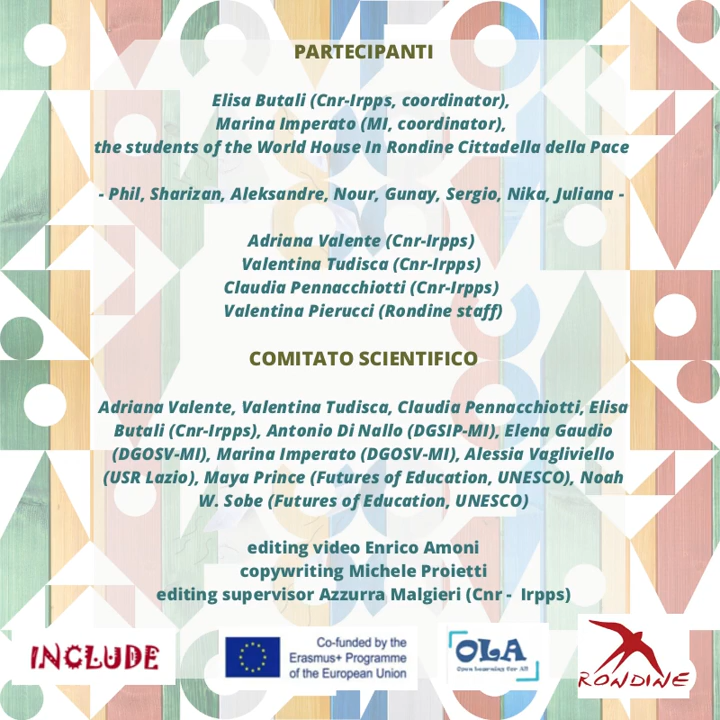 PARTECIPANTI
Elisa Butali (Cnr-Irpps, coordinator),
Marina Imperato (MI, coordinator),
the students of the World House In Rondine Cittadella della Pace
- Phil, Sharizan, Aleksandre, Nour, Gunay, Sergio, Nika, Juliana -
Adriana Valente (Cnr-Irpps)
Valentina Tudisca (Cnr-Irpps)
Claudia Pennacchiotti (Cnr-Irpps)
Valentina Pierucci (Rondine staff)
COMITATO SCIENTIFICO
Adriana Valente, Valentina Tudisca, Claudia Pennacchiotti, Elisa
Butali (Cnr-Irpps), Antonio Di Nallo (DGSIP-MI), Elena Gaudio
(DGOSV-MI), Marina Imperato (DGOSV-MI), Alessia Vagliviello
(USR Lazio), Maya Prince (Futures of Education, UNESCO), Noah
W. Sobe (Futures of Education, UNESCO)
editing video Enrico Amoni
copywriting Michele Proietti
editing supervisor Azzurra Malgieri (Cnr - Irpps)
INCLUDE
Co-funded by the
Erasmus+ Programme
of the European Union
OLA
Open Learning For All
RONDINE